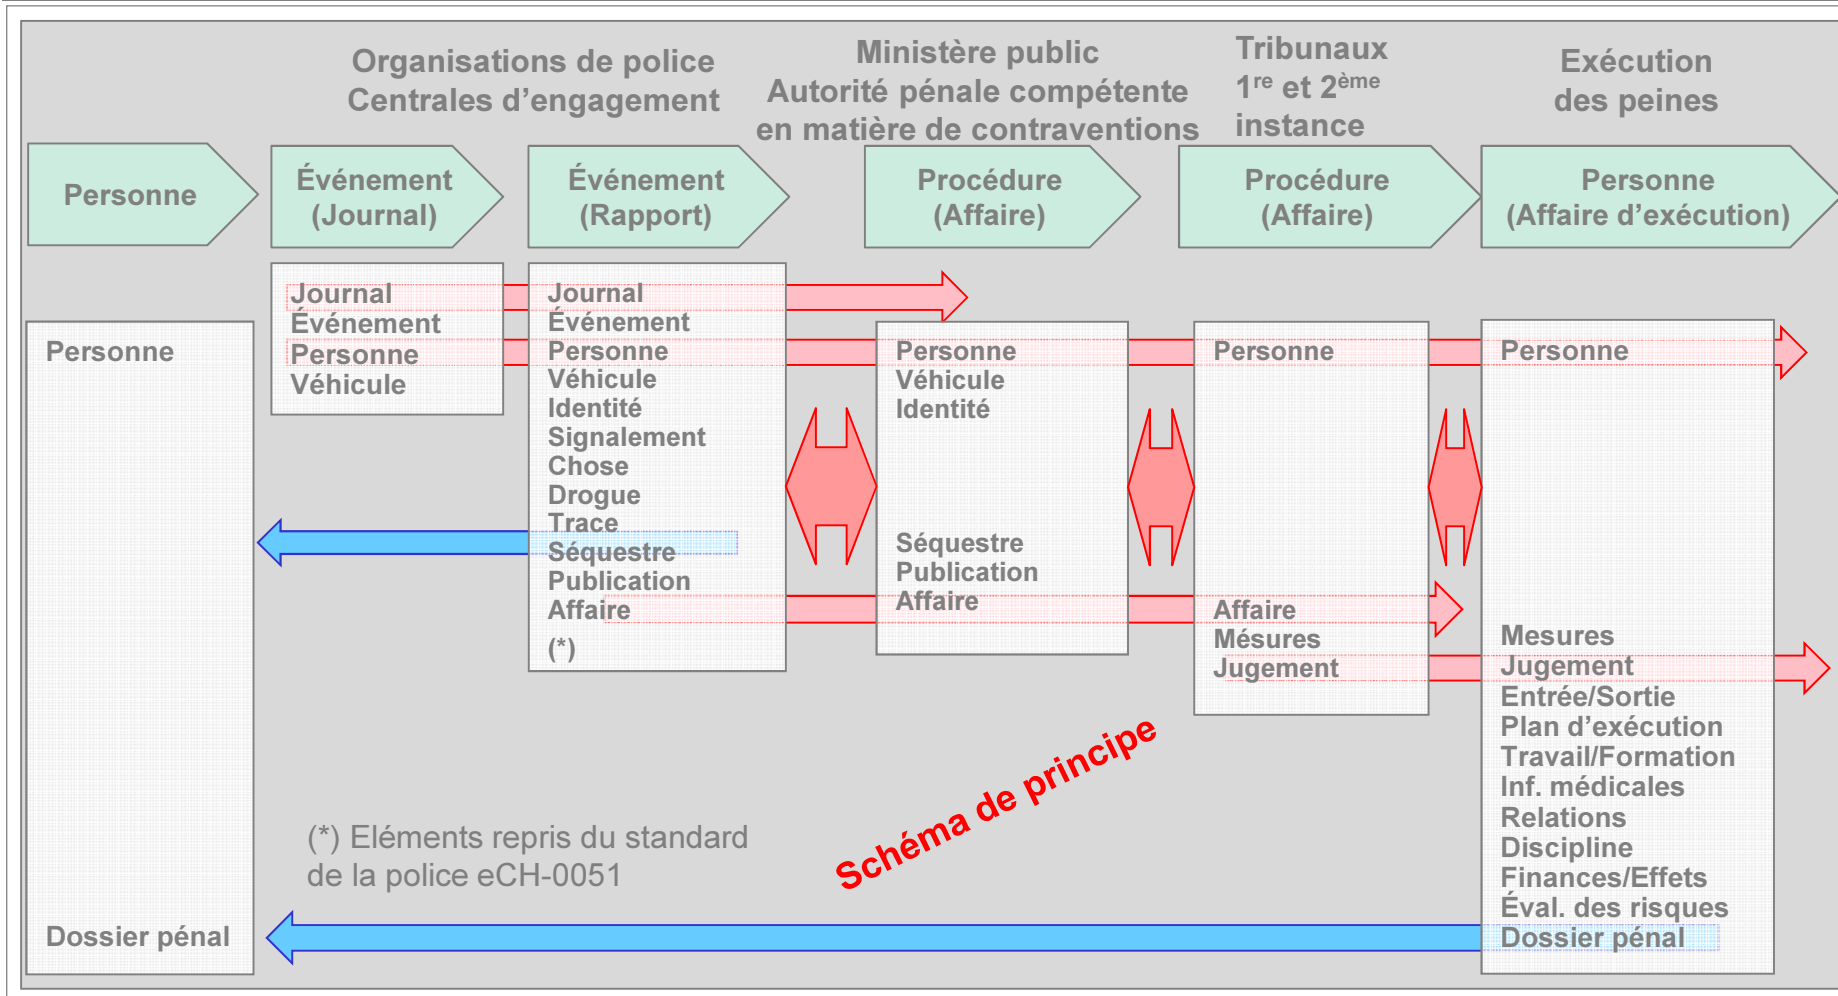 Organisations de police
Centrales d’engagement
Ministère public
Autorité pénale compétente
en matière de contraventions
Tribunaux
1re et 2ème
instance
Exécution
des peines
Personne
Événement
(Journal)
Événement
(Rapport)
Procédure
(Affaire)
Procédure
(Affaire)
Personne
(Affaire d’exécution)
Personne
Dossier pénal
Journal
Événement
Personne
Véhicule
Journal
Événement
Personne
Véhicule
Identité
Signalement
Chose
Drogue
Trace
Séquestre
Publication
Affaire
(*)
Personne
Véhicule
Identité
Séquestre
Publication
Affaire
Personne
Affaire
Mésures
Jugement
Personne
Mesures
Jugement
Entrée/Sortie
Plan d’exécution
Travail/Formation
Inf. médicales
Relations
Discipline
Finances/Effets
Éval. des risques
Dossier pénal
Schéma de principe
(*) Eléments repris du standard
de la police eCH-0051